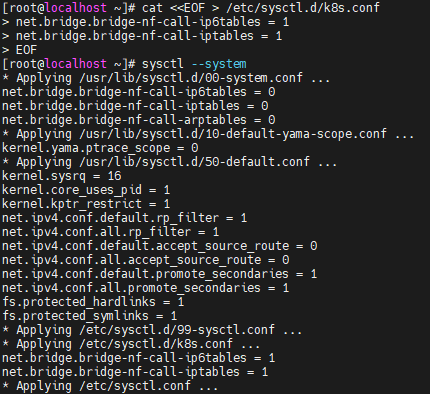 [root@localhost ~]# cat <<EOF > /etc/sysctl.d/k8s.conf
> net.bridge.bridge-nf-call-ip6tables = 1
> net.bridge.bridge-nf-call-iptables = 1
> EOF
[root@localhost ~]# sysctl --system
* Applying /usr/lib/sysctl.d/00-system.conf ...
net.bridge.bridge-nf-call-ip6tables = 0
net.bridge.bridge-nf-call-iptables = 0
net.bridge.bridge-nf-call-arptables = 0
* Applying /usr/lib/sysctl.d/10-default-yama-scope.conf ...
kernel.yama.ptrace_scope = 0
* Applying /usr/lib/sysctl.d/50-default.conf ...
kernel.sysrq = 16
kernel.core_uses_pid = 1
kernel.kptr_restrict = 1
net.ipv4.conf.default.rp_filter = 1
net.ipv4.conf.all.rp_filter = 1
net.ipv4.conf.default.accept_source_route = 0
net.ipv4.conf.all.accept_source_route = 0
net.ipv4.conf.default.promote_secondaries = 1
net.ipv4.conf.all.promote_secondaries = 1
fs.protected_hardlinks = 1
fs.protected_symlinks = 1
* Applying /etc/sysctl.d/99-sysctl.conf ...
* Applying /etc/sysctl.d/k8s.conf ...
net.bridge.bridge-nf-call-ip6tables = 1
net.bridge.bridge-nf-call-iptables = 1
* Applying /etc/sysctl.conf ...